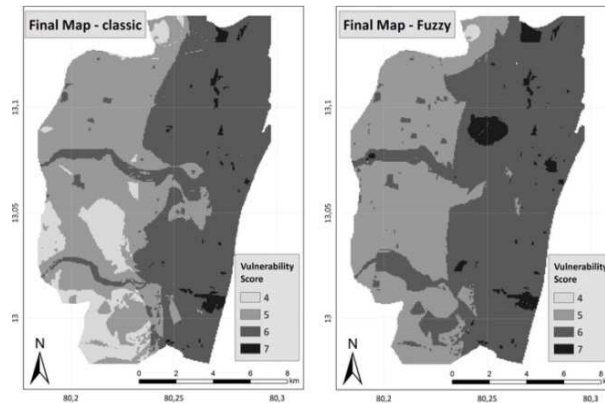 Final Map - classic
13,1
13,05
13
Vulnerability
Score
4
5
6
7
N
0 2 4 6 8
km
80,2 80,25 80,3
Final Map - Fuzzy
13,1
13,05
13
Vulnerability
Score
4
5
6
7
N
0 2 4 6 8
km
80,2 80,25 80,3